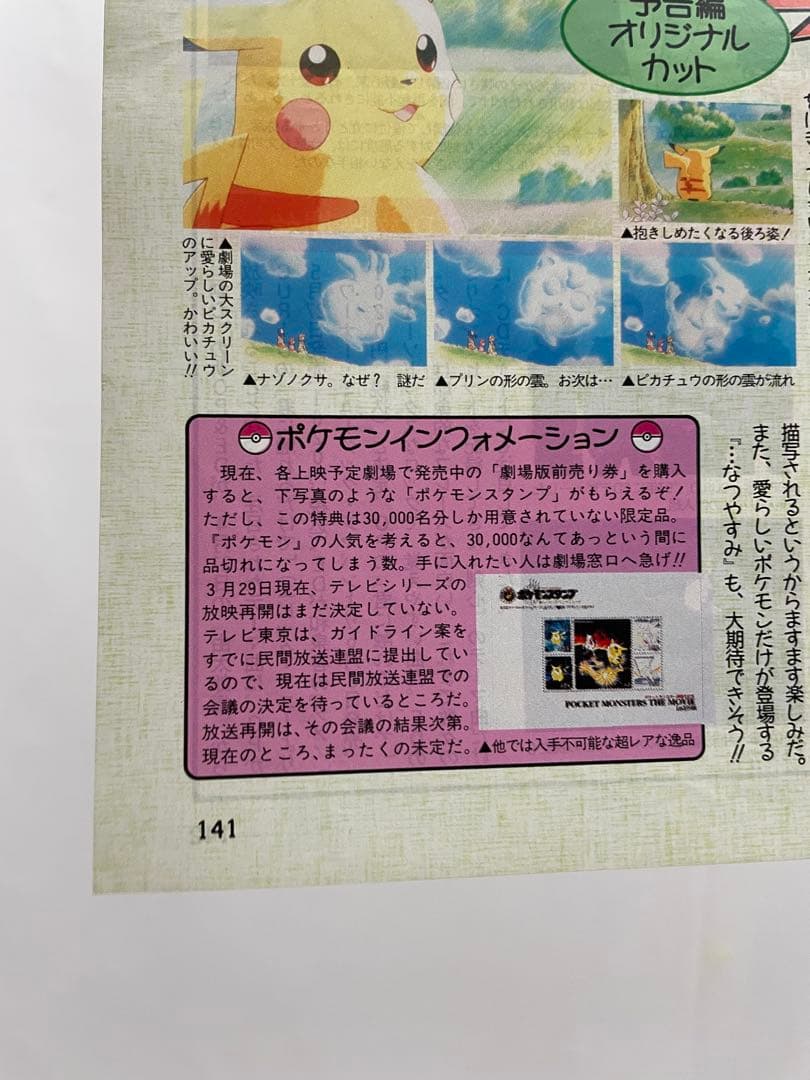 予告編
オリジナル
カット
▲抱きしめたくなる後ろ姿!
▲劇場の大スクリーン
に愛らしいピカチュウ
のアップ。かわいい!!
▲ナゾノクサ。なぜ? 謎だ
▲プリンの形の雲。お次は…
▲ピカチュウの形の雲が流れ
描写されるというからますます楽しみだ。
また、愛らしいポケモンだけが登場する
『…なつやすみ』も、大期待できそう!!
ポケモンインフォメーション
現在、各上映予定劇場で発売中の「劇場版前売り券」を購入
すると、下写真のような「ポケモンスタンプ」がもらえるぞ!
ただし、この特典は30,000名分しか用意されていない限定品。
『ポケモン』の人気を考えると、30,000なんてあっという間に
品切れになってしまう数。手に入れたい人は劇場窓口へ急げ!!
3月29日現在、テレビシリーズの
放映再開はまだ決定していない。
テレビ東京は、ガイドライン案を
すでに民間放送連盟に提出してい
るので、現在は民間放送連盟での
会議の決定を待っているところだ。
放送再開は、その会議の結果次第。
現在のところ、まったくの未定だ。
ポケモンスタンプ
POCKET MONSTERS THE MOVIE
▲他では入手不可能な超レアな逸品
141